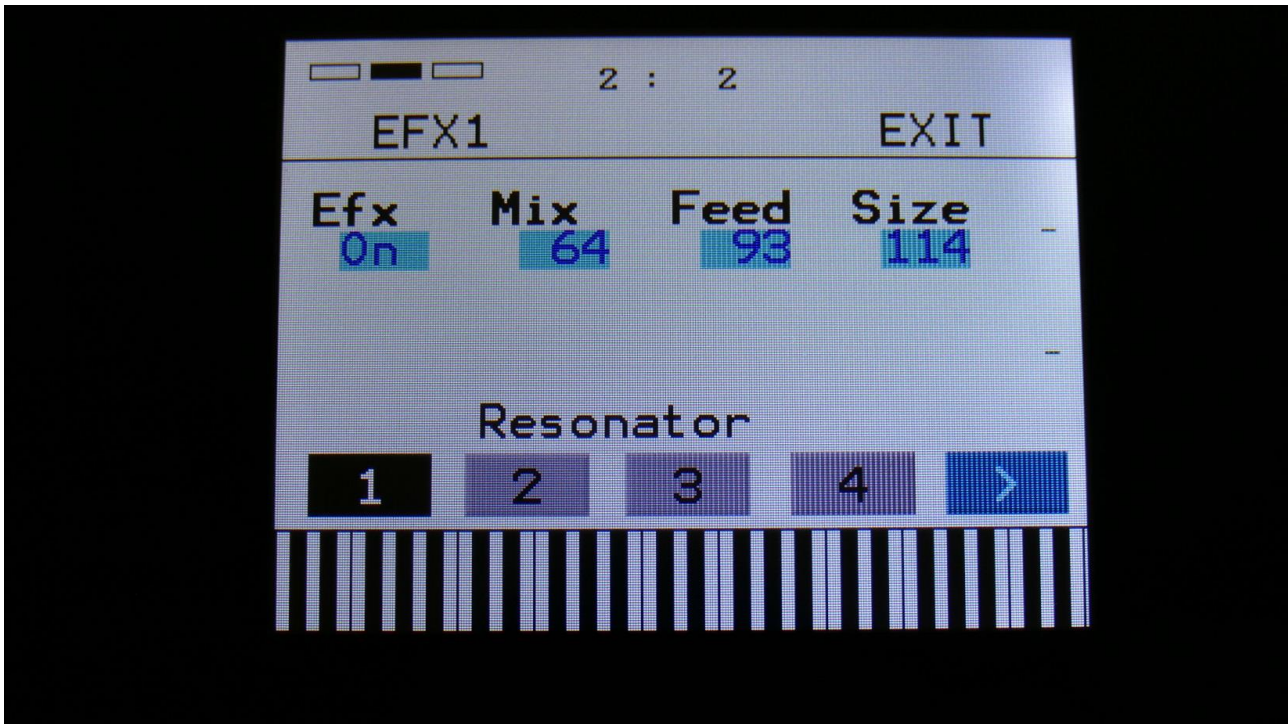 2 : 2
EFX1 EXIT
Efx Mix Feed Size
On 64 93 114
Resonator
1 2 3 4 >